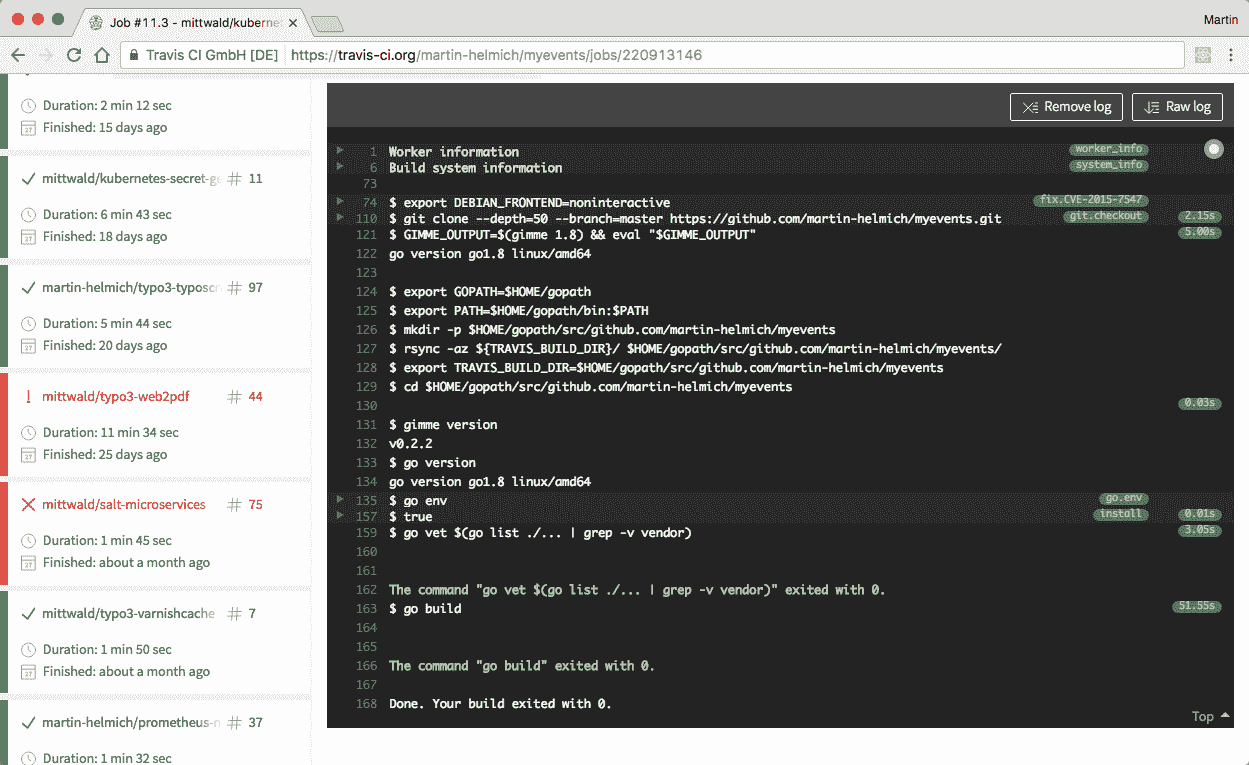 Job #11.3 - mittwald/kuberne
Martin
Travis CI GmbH [DE] https://travis-ci.org/martin-helmich/myevents/jobs/220913146
Duration: 2 min 12 sec
Finished: 15 days ago
mittwald/kubernetes-secret-ge # 11
Duration: 6 min 43 sec
Finished: 18 days ago
martin-helmich/typo3-typoscr # 97
Duration: 5 min 44 sec
Finished: 20 days ago
! mittwald/typo3-web2pdf # 44
Duration: 11 min 34 sec
Finished: 25 days ago
mittwald/salt-microservices # 75
Duration: 1 min 45 sec
Finished: about a month ago
mittwald/typo3-varnishcache # 7
Duration: 1 min 50 sec
Finished: about a month ago
martin-helmich/prometheus-n # 37
Duration: 1 min 32 sec
Remove log Raw log
1 Worker information worker_info
6 Build system information system_info
73
74 $ export DEBIAN_FRONTEND=noninteractive fix.CVE-2015-7547
110 $ git clone --depth=50 --branch=master https://github.com/martin-helmich/myevents.git git.checkout 2.15s
121 $ GIMME_OUTPUT=$(gimme 1.8) && eval "$GIMME_OUTPUT" 5.00s
122 go version go1.8 linux/amd64
123
124 $ export GOPATH=$HOME/gopath
125 $ export PATH=$HOME/gopath/bin:$PATH
126 $ mkdir -p $HOME/gopath/src/github.com/martin-helmich/myevents
127 $ rsync -az ${TRAVIS_BUILD_DIR}/ $HOME/gopath/src/github.com/martin-helmich/myevents/
128 $ export TRAVIS_BUILD_DIR=$HOME/gopath/src/github.com/martin-helmich/myevents
129 $ cd $HOME/gopath/src/github.com/martin-helmich/myevents
130 0.03s
131 $ gimme version
132 v0.2.2
133 $ go version
134 go version go1.8 linux/amd64
135 $ go env go.env
157 $ true install 0.01s
159 $ go vet $(go list ./... | grep -v vendor) 3.05s
160
161
162 The command "go vet $(go list ./... | grep -v vendor)" exited with 0.
163 $ go build 51.55s
164
165
166 The command "go build" exited with 0.
167
168 Done. Your build exited with 0.
Top